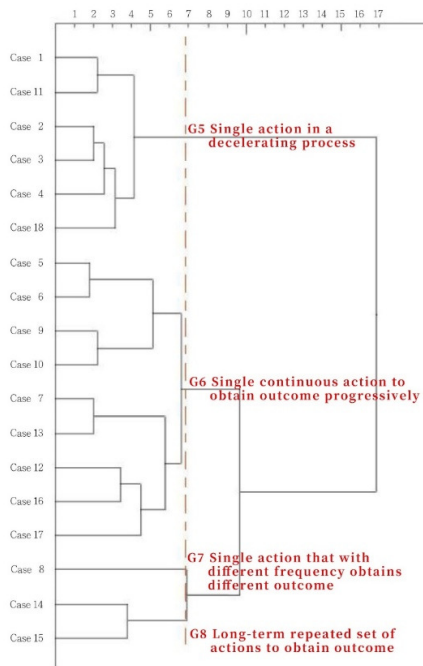 1 2 3 4 5 6 7 8 9 10 11 12 13 14 15 16 17
Case 1
Case 11
Case 2
G5 Single action in a
decelerating process
Case 3
Case 4
Case 18
Case 5
Case 6
Case 9
Case 10
G6 Single continuous action to
obtain outcome progressively
Case 7
Case 13
Case 12
Case 16
Case 17
G7 Single action that with
different frequency obtains
different outcome
Case 8
Case 14
G8 Long-term repeated set of
actions to obtain outcome
Case 15